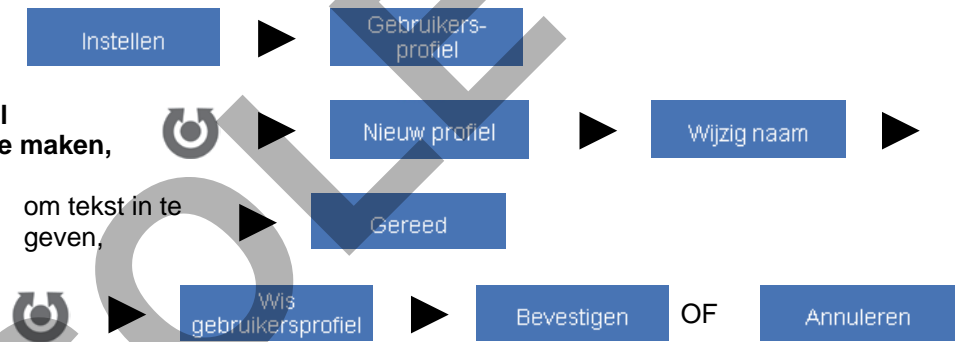 Instellen
Gebruikers-
profiel
l
e maken,
Nieuw profiel
Wijzig naam
om tekst in te
geven,
Gereed
Wis
gebruikersprofiel
Bevestigen
OF
Annuleren